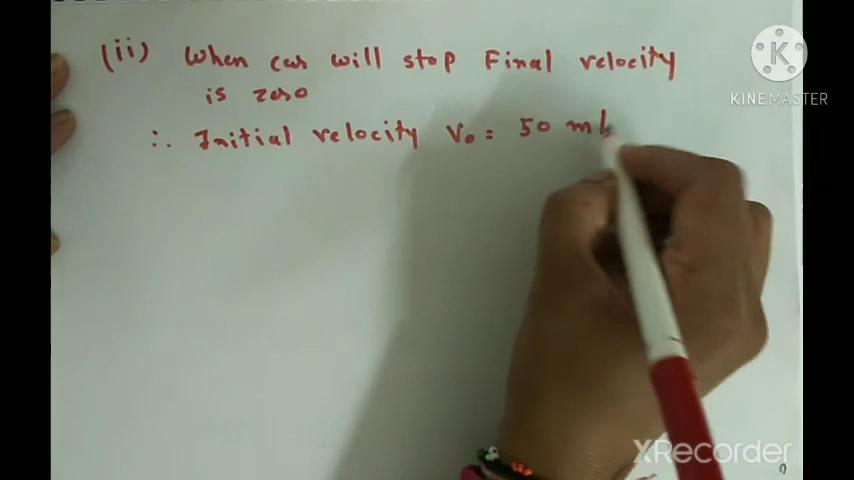 (ii) When car will stop Final velocity
is zero
∴ Initial velocity V₀ = 50 m
KINEMASTER
XRecorder